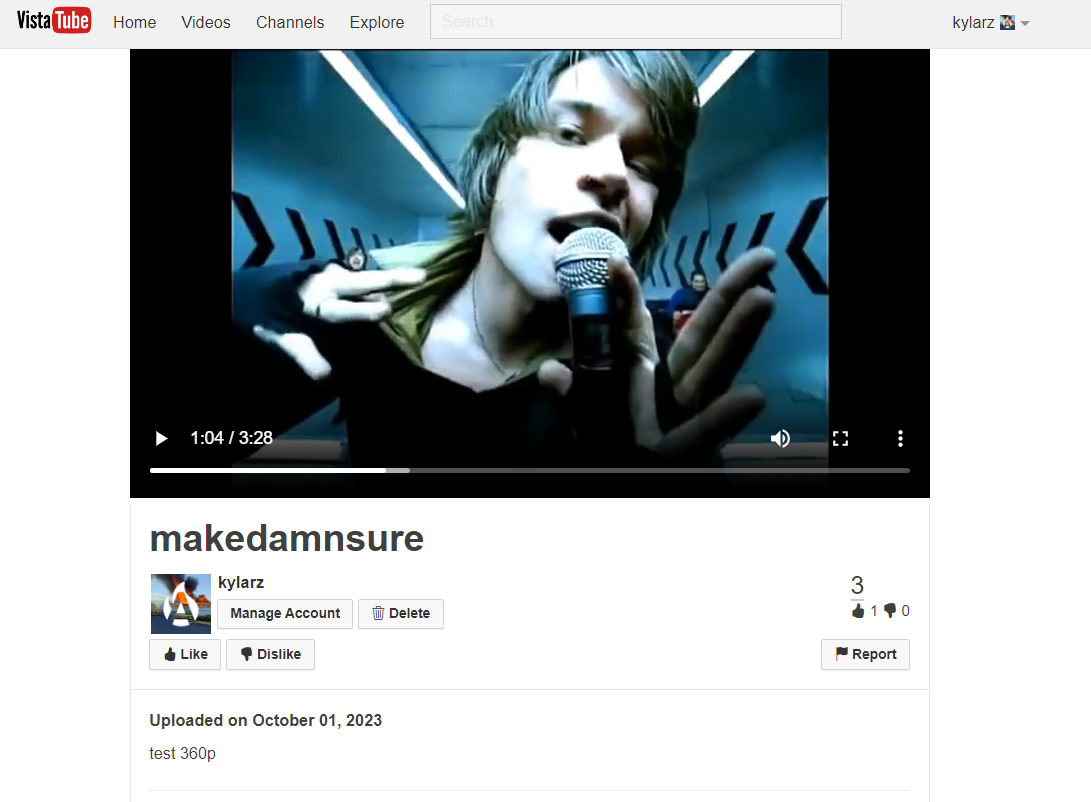 VistaTube Home Videos Channels Explore Search kylarz
1:04 / 3:28
makedamnsure
kylarz
Manage Account Delete
3
1 0
Like Dislike Report
Uploaded on October 01, 2023
test 360p